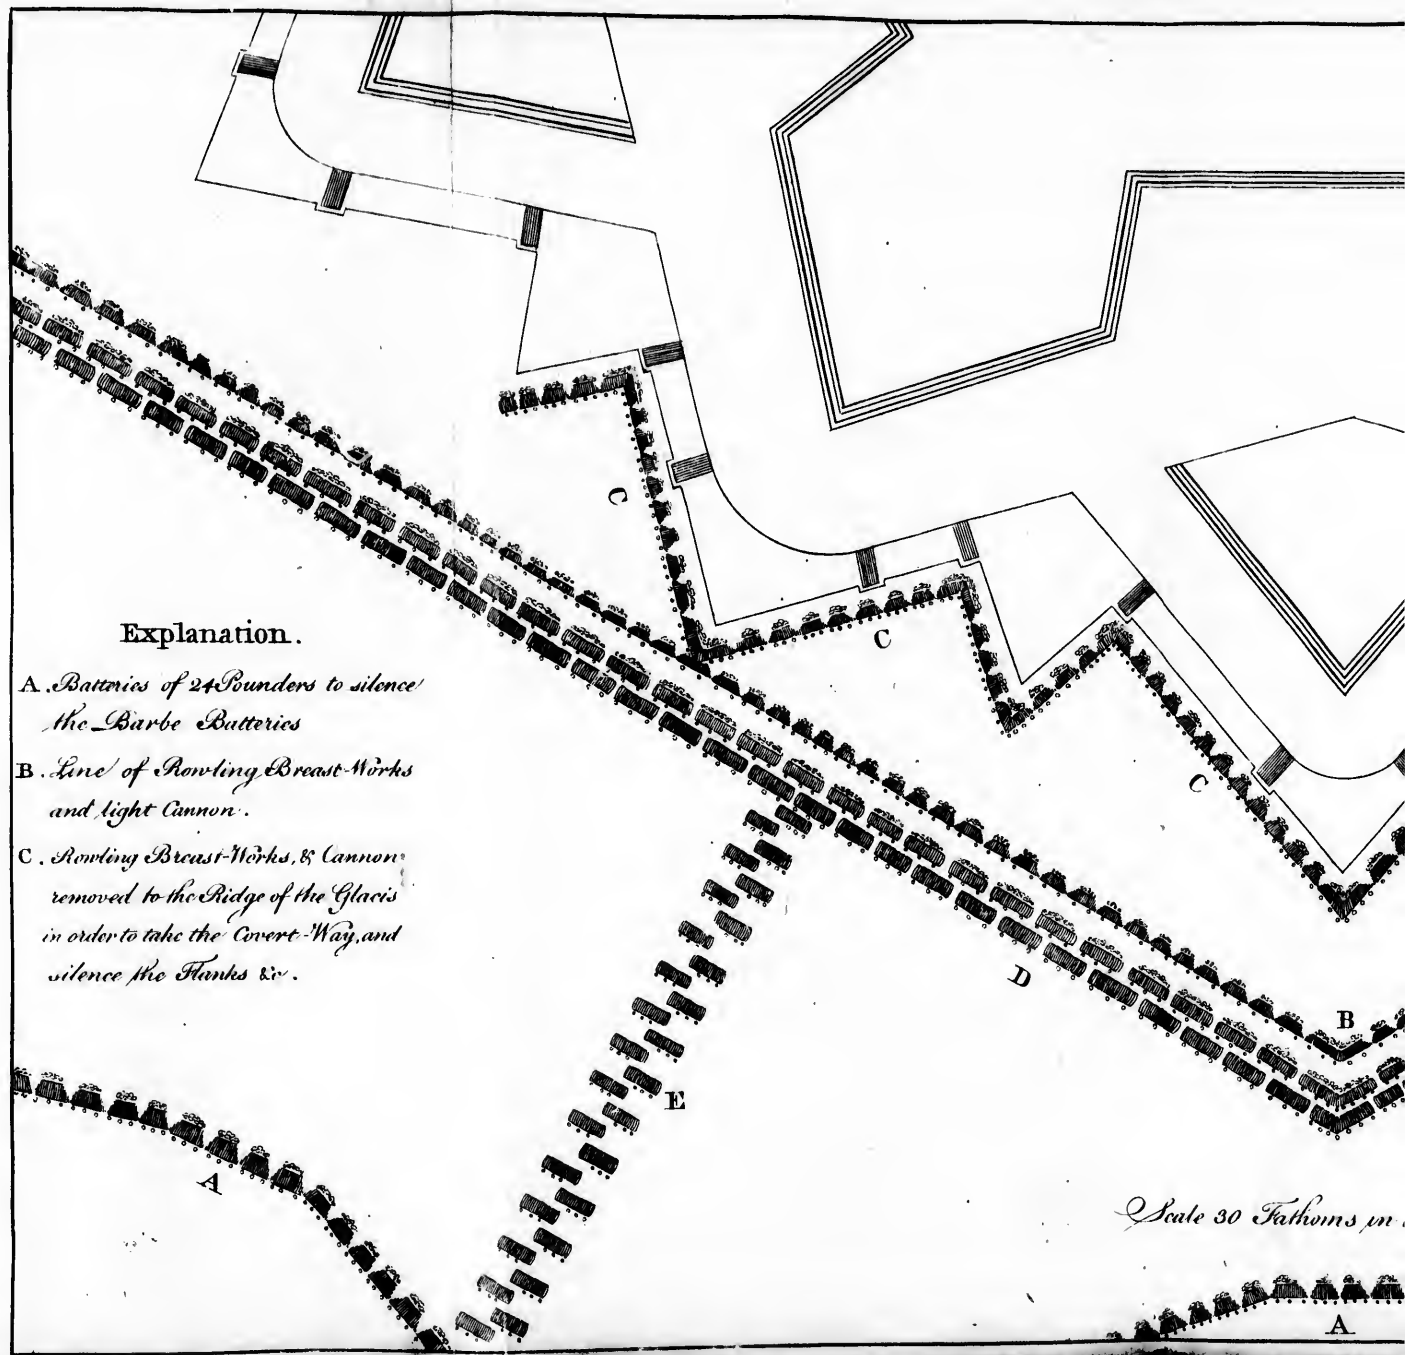 C
Explanation.
C
A. Batteries of 24 Pounders to silence
the Barbe Batteries
B. Line of Rowling Breast-Works
and light Cannon.
C
C. Rowling Breast-Works, & Cannon
removed to the Ridge of the Glacis
in order to take the Covert-Way, and
silence the Flanks &c.
D
B
E
A
Scale 30 Fathoms in
A